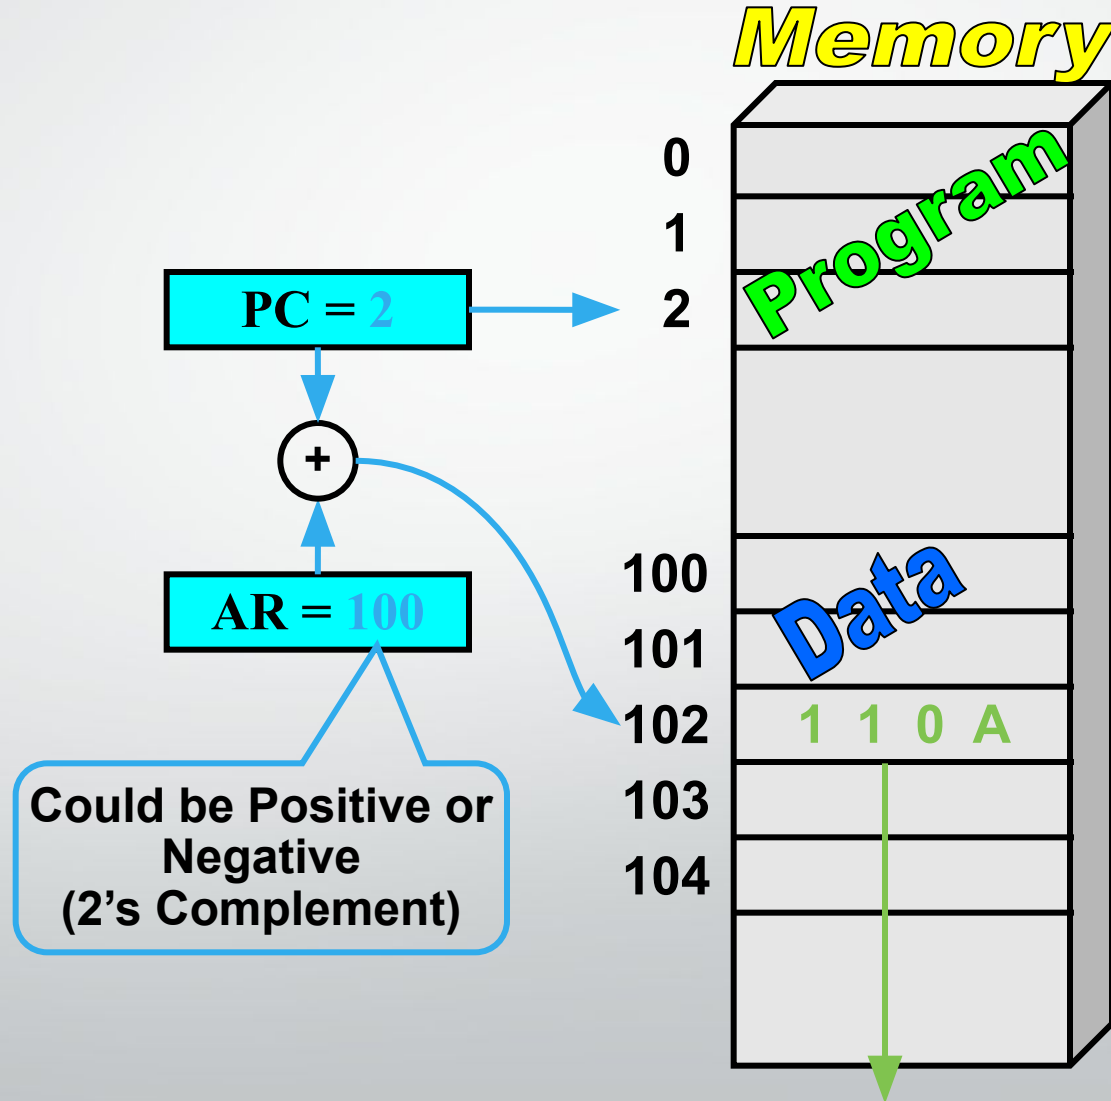 Memory
0
Program
1
PC = 2
2
+
100
Data
AR = 100
101
102
1 1 0 A
103
Could be Positive or
Negative
(2’s Complement)
104